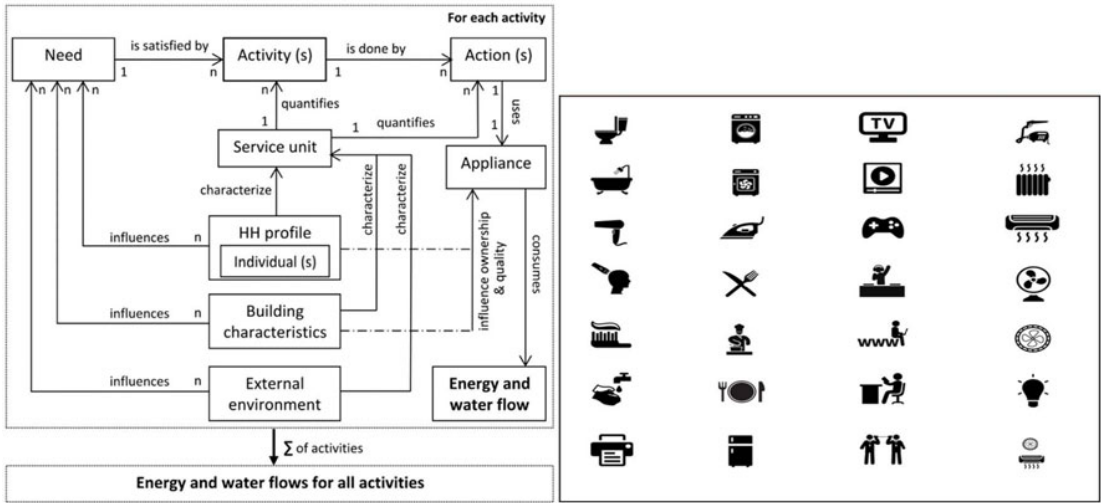 For each activity
Need
is satisfied by
1
n
Activity (s)
is done by
1
n
Action (s)
n
n
n
n
quantifies
1
1
quantifies
n
1
uses
1
Service unit
Appliance
characterize
characterize
characterize
HH profile
Individual (s)
influences
n
influence ownership
& quality
consumes
Building
characteristics
influences
n
External
environment
influences
n
Energy and
water flow
∑ of activities
Energy and water flows for all activities
TV
www